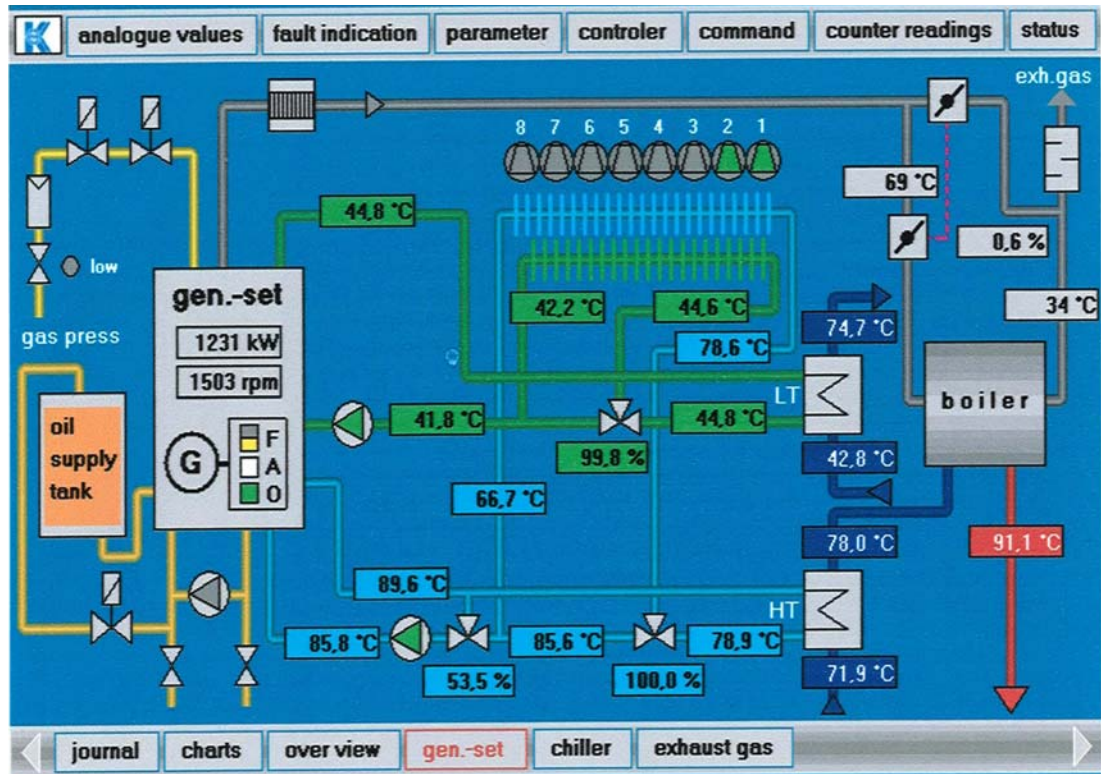 K analogue values fault indication parameter controler command counter readings status
exh.gas
8 7 6 5 4 3 2 1
69 °C
44,8 °C
0,6 %
low
gen.-set
42,2 °C 44,6 °C
34 °C
74,7 °C
gas press
1231 kW
78,6 °C
1503 rpm
LT
boiler
oil
supply
tank
41,8 °C
44,8 °C
F
G
A
O
99,8 %
42,8 °C
66,7 °C
78,0 °C
91,1 °C
89,6 °C
HT
85,8 °C
85,6 °C
78,9 °C
53,5 %
100,0 %
71,9 °C
journal charts over view gen.-set chiller exhaust gas